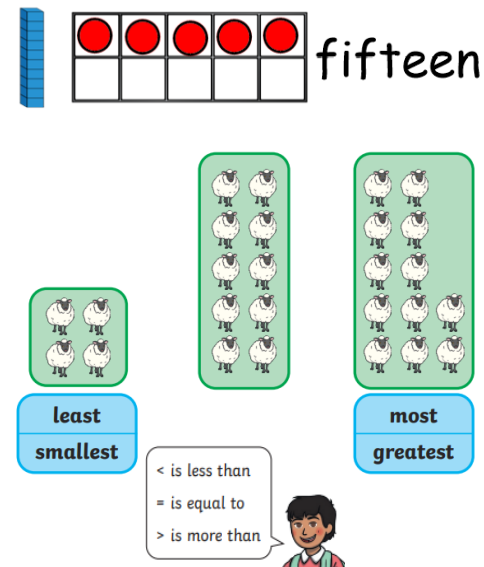 fifteen
least
smallest
most
greatest
< is less than
= is equal to
> is more than